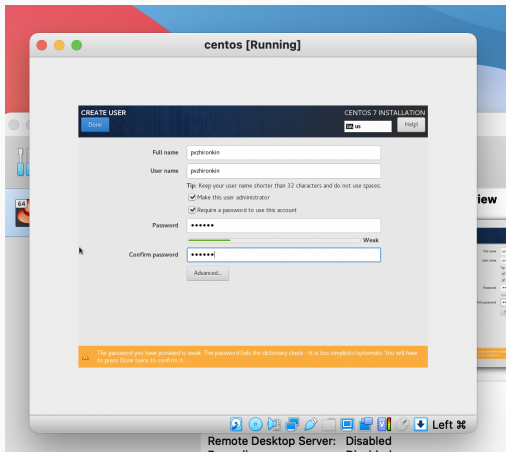 centos [Running]
CREATE USER
CENTOS 7 INSTALLATION
Done
us
Help!
Full name
pvzhironkin
User name
pvzhironkin
Tip: Keep your user name shorter than 32 characters and do not use spaces.
Make this user administrator
Require a password to use this account
Password
••••••
Weak
Confirm password
••••••
Advanced...
The password you have provided is weak: The password fails the dictionary check - it is too simplistic/systematic. You will have
to press Done twice to confirm it.
Left ⌘
64
iew
Remote Desktop Server: Disabled